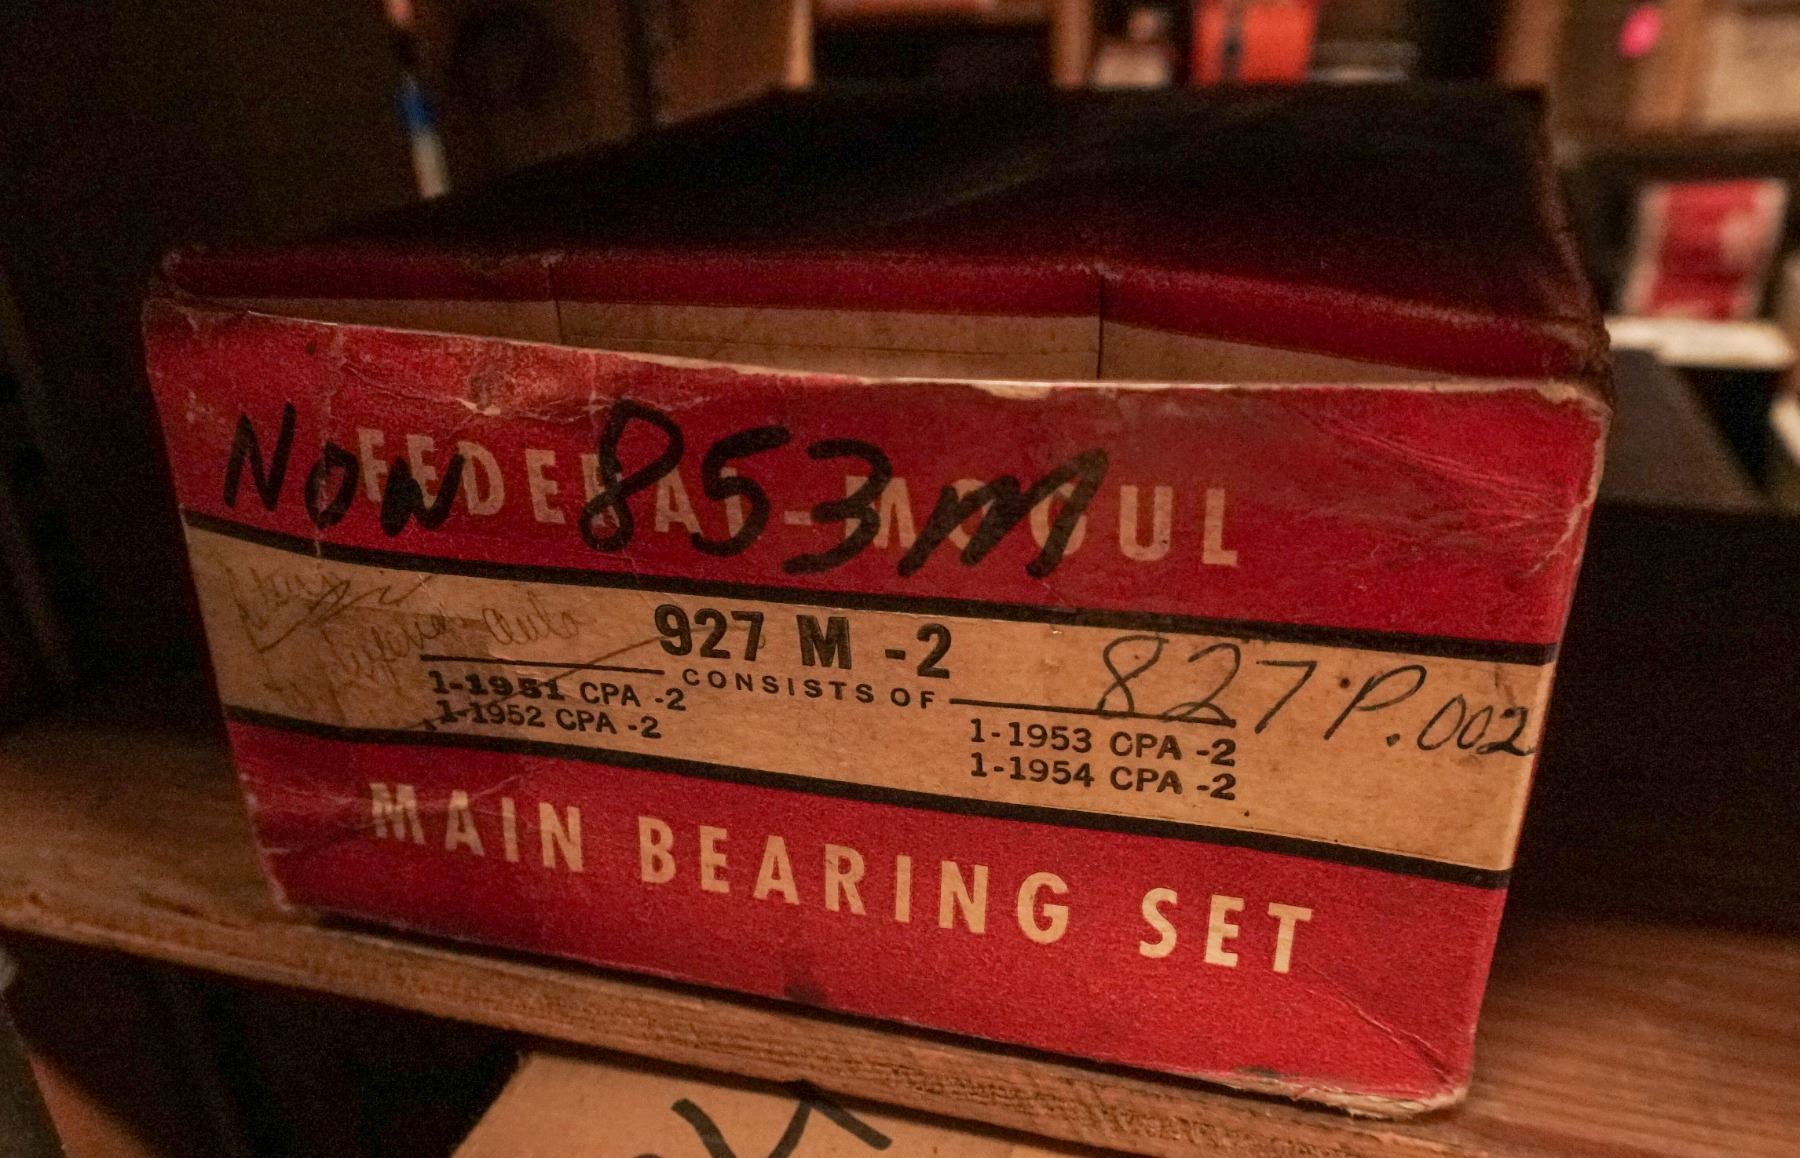 NOW 853M
FEDERAL-MOGUL
927 M -2
827 P. .002
CONSISTS OF
1-1951 CPA -2
1-1952 CPA -2
1-1953 CPA -2
1-1954 CPA -2
MAIN BEARING SET